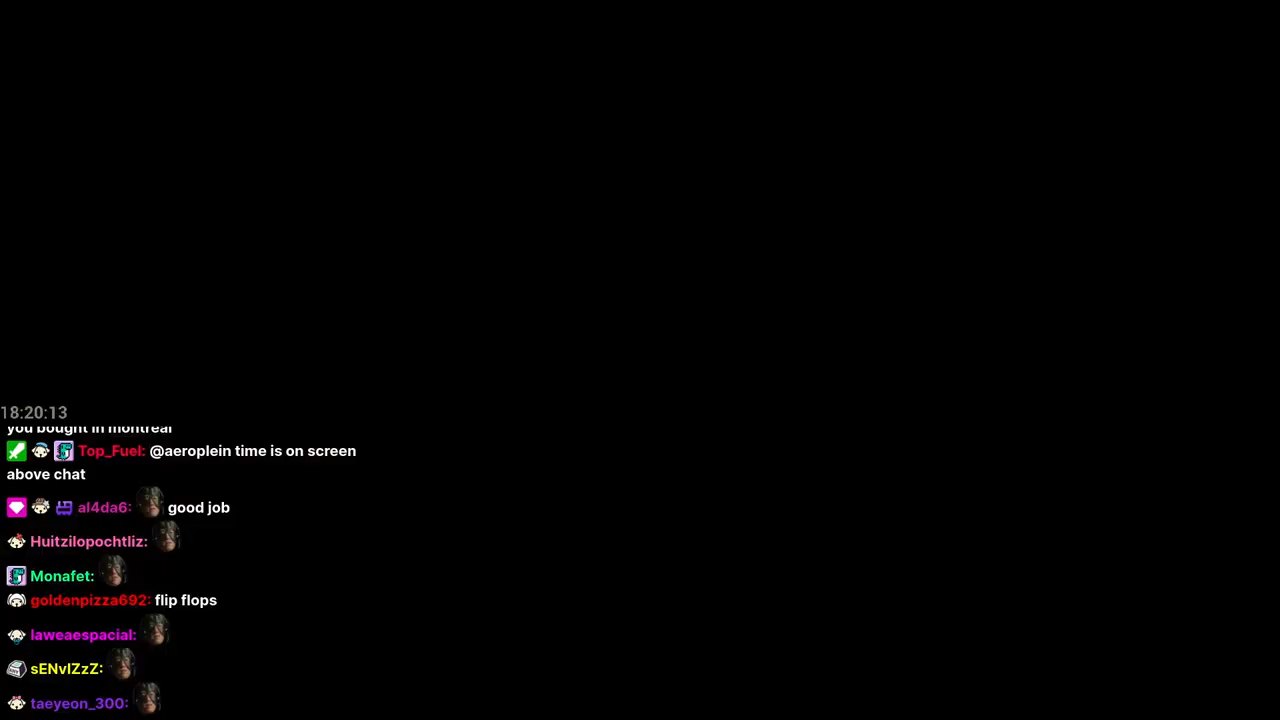 18:20:13
you bought in montreal
Top_Fuel: @aeroplein time is on screen
above chat
al4da6: good job
Huitzilopochtliz:
Monafet:
goldenpizza692: flip flops
laweaespacial:
sENvIZzZ:
taeyeon_300: